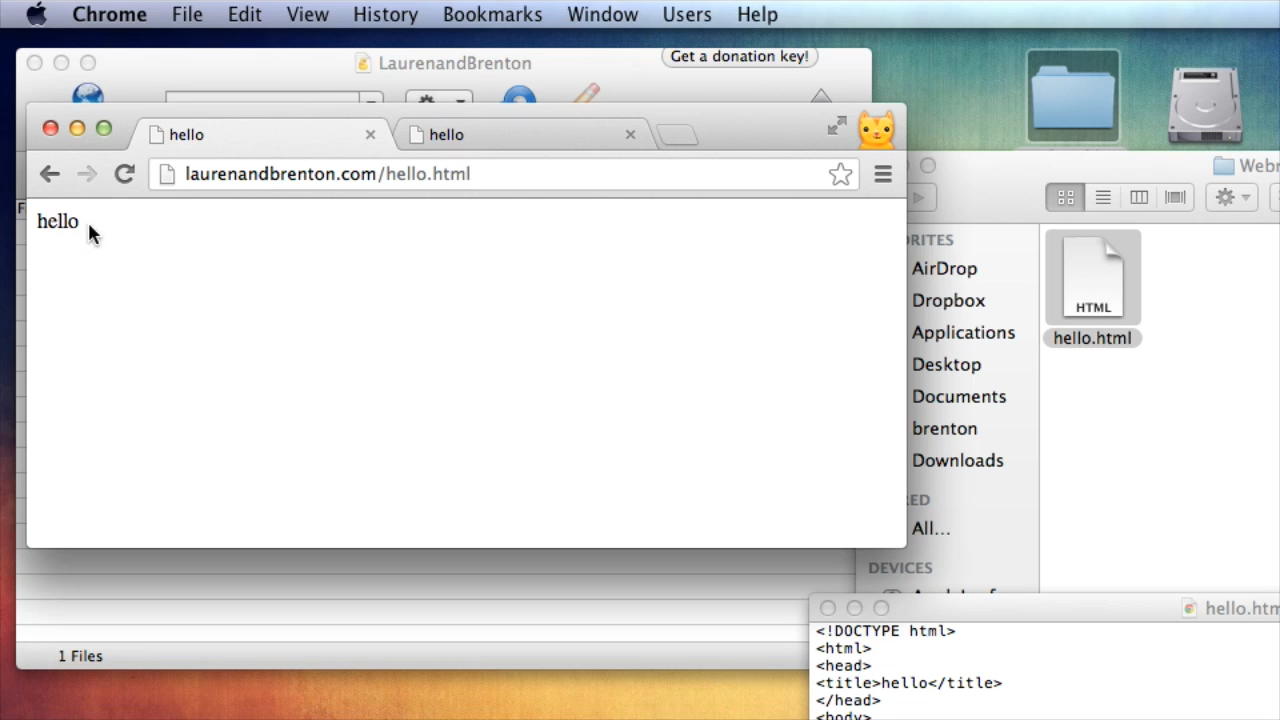 Chrome File Edit View History Bookmarks Window Users Help
LaurenandBrenton
Get a donation key!
hello
hello
laurenandbrenton.com/hello.html
hello
1 Files
AirDrop
Dropbox
Applications
Desktop
Documents
brenton
Downloads
All...
DEVICES
HTML
hello.html
<!DOCTYPE html>
<html>
<head>
<title>hello</title>
</head>
<body>